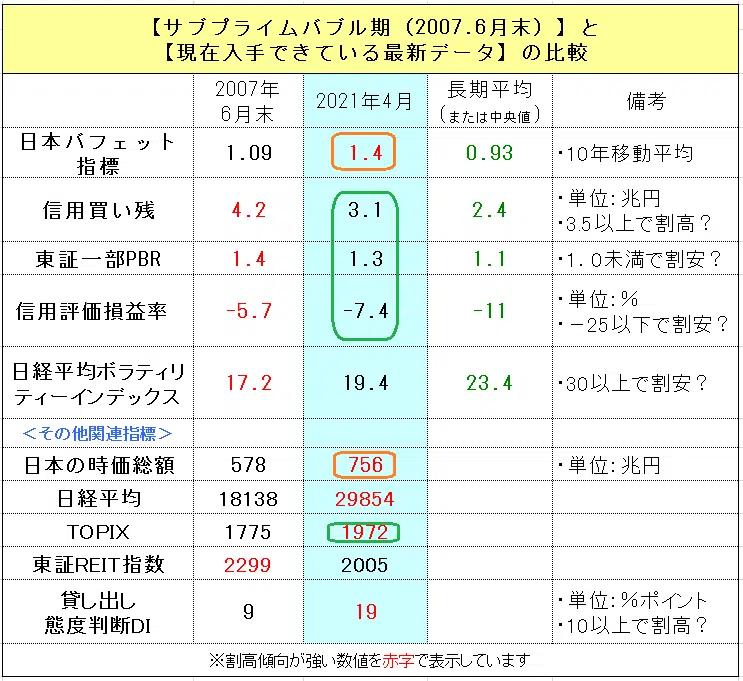 【サブプライムバブル期（2007.6月末）】と
【現在入手できている最新データ】の比較
2007年
6月末
2021年4月
長期平均
（または中央値）
備考
日本バフェット
指標
1.09
1.4
0.93
・10年移動平均
信用買い残
4.2
3.1
2.4
・単位：兆円
・3.5以上で割高？
東証一部PBR
1.4
1.3
1.1
・1.0未満で割安？
信用評価損益率
-5.7
-7.4
-11
・単位：％
・－25以下で割安？
日経平均ボラティリ
ティーインデックス
17.2
19.4
23.4
・30以上で割安？
＜その他関連指標＞
日本の時価総額
578
756
・単位：兆円
日経平均
18138
29854
TOPIX
1775
1972
東証REIT指数
2299
2005
貸し出し
態度判断DI
9
19
・単位：％ポイント
・10以上で割高？
※割高傾向が強い数値を赤字で表示しています